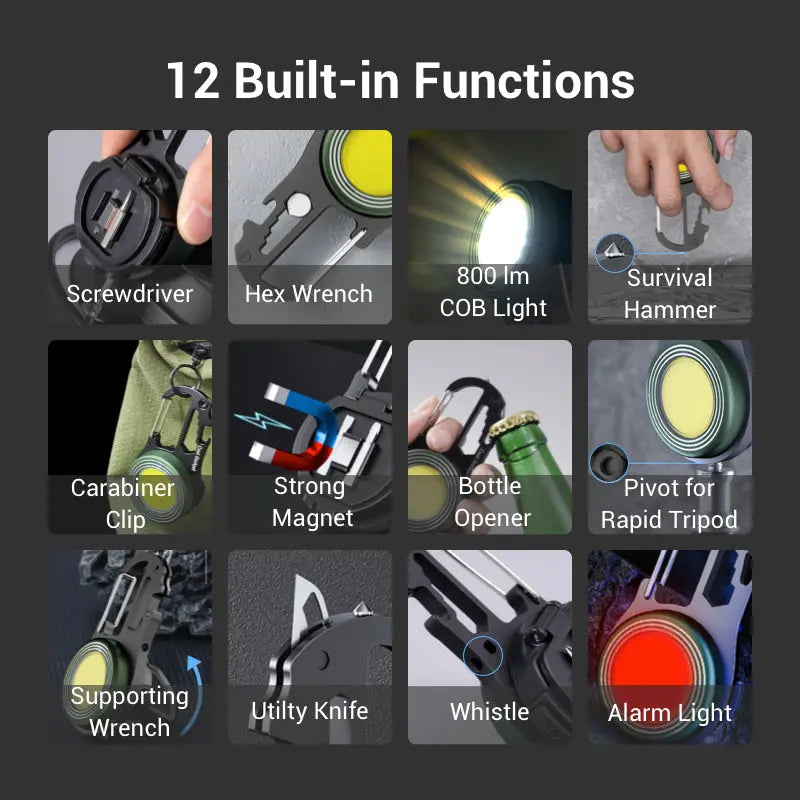 12 Built-in Functions
Screwdriver
Hex Wrench
800 lm
COB Light
Survival
Hammer
Carabiner
Clip
Strong
Magnet
Bottle
Opener
Pivot for
Rapid Tripod
Supporting
Wrench
Utilty Knife
Whistle
Alarm Light